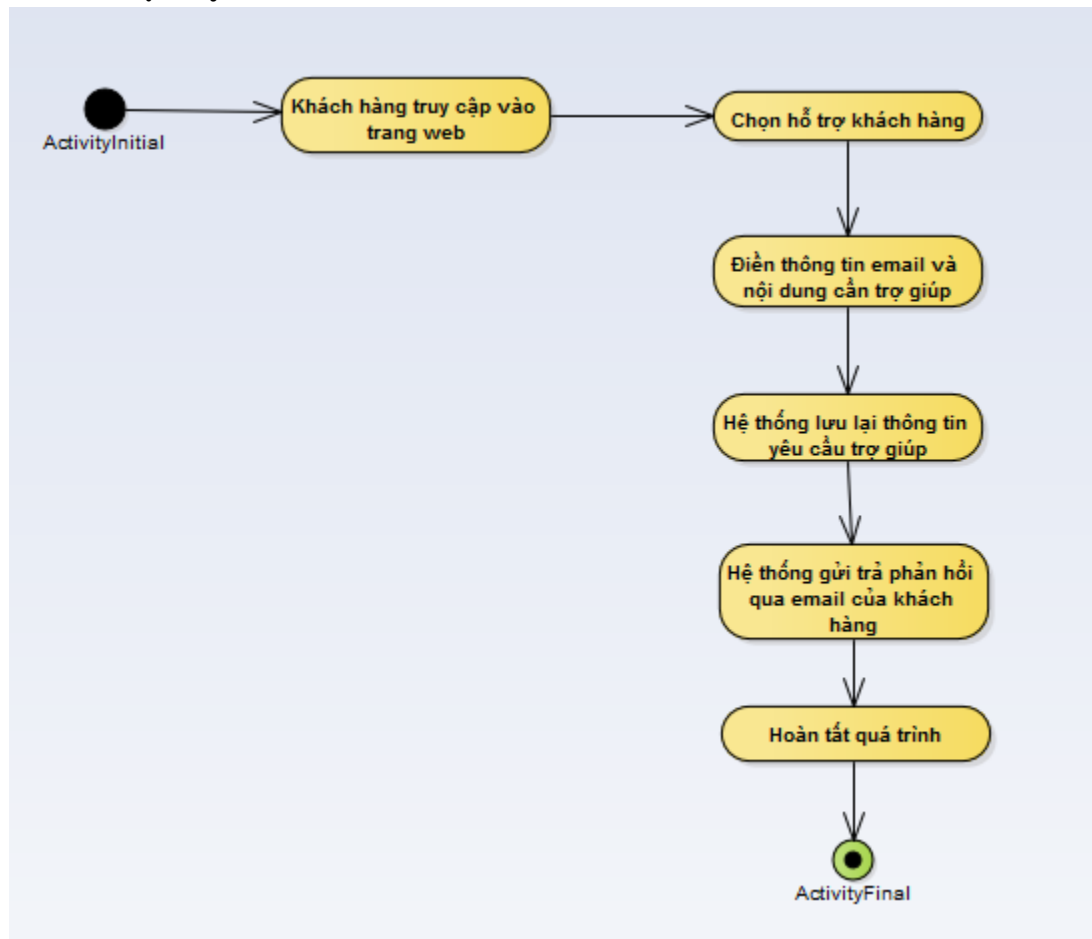 ActivityInitial
Khách hàng truy cập vào
trang web
Chọn hỗ trợ khách hàng
Điền thông tin email và
nội dung cần trợ giúp
Hệ thống lưu lại thông tin
yêu cầu trợ giúp
Hệ thống gửi trả phản hồi
qua email của khách
hàng
Hoàn tất quá trình
ActivityFinal